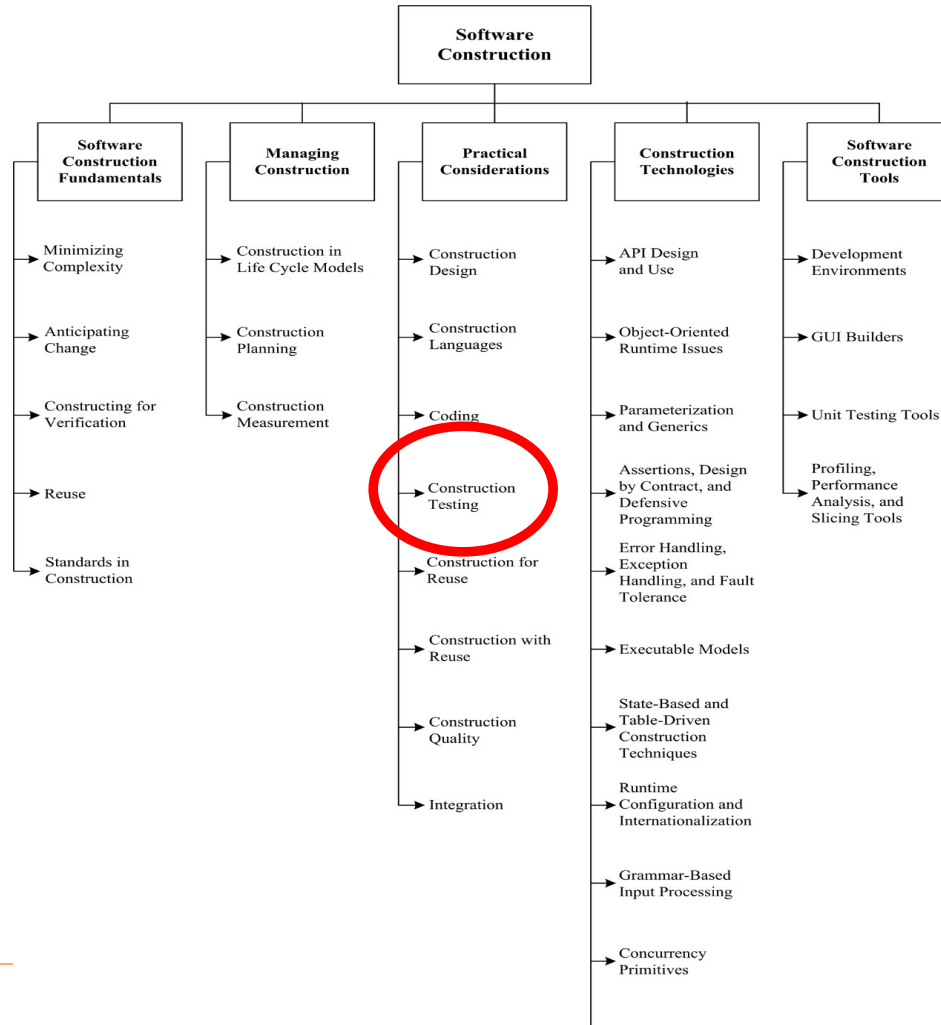 Software
Construction
Software
Construction
Fundamentals
Managing
Construction
Practical
Considerations
Construction
Technologies
Software
Construction
Tools
Minimizing
Complexity
Anticipating
Change
Constructing for
Verification
Reuse
Standards in
Construction
Construction in
Life Cycle Models
Construction
Planning
Construction
Measurement
Construction
Design
Construction
Languages
Coding
Construction
Testing
Construction for
Reuse
Construction with
Reuse
Construction
Quality
Integration
API Design
and Use
Object-Oriented
Runtime Issues
Parameterization
and Generics
Assertions, Design
by Contract, and
Defensive
Programming
Error Handling,
Exception
Handling, and Fault
Tolerance
Executable Models
State-Based and
Table-Driven
Construction
Techniques
Runtime
Configuration and
Internationalization
Grammar-Based
Input Processing
Concurrency
Primitives
Development
Environments
GUI Builders
Unit Testing Tools
Profiling,
Performance
Analysis, and
Slicing Tools